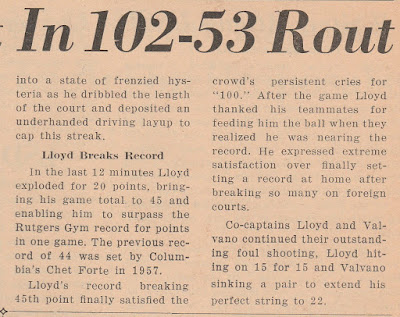 In 102-53 Rout
into a state of frenzied hys-
teria as he dribbled the length
of the court and deposited an
underhanded driving layup to
cap this streak.
Lloyd Breaks Record
In the last 12 minutes Lloyd
exploded for 20 points, bring-
ing his game total to 45 and
enabling him to surpass the
Rutgers Gym record for points
in one game. The previous rec-
ord of 44 was set by Colum-
bia's Chet Forte in 1957.
Lloyd's record breaking
45th point finally satisfied the
crowd's persistent cries for
"100." After the game Lloyd
thanked his teammates for
feeding him the ball when they
realized he was nearing the
record. He expressed extreme
satisfaction over finally set-
ting a record at home after
breaking so many on foreign
courts.
Co-captains Lloyd and Val-
vano continued their outstand-
ing foul shooting, Lloyd hit-
ing on 15 for 15 and Valvano
sinking a pair to extend his
perfect string to 22.